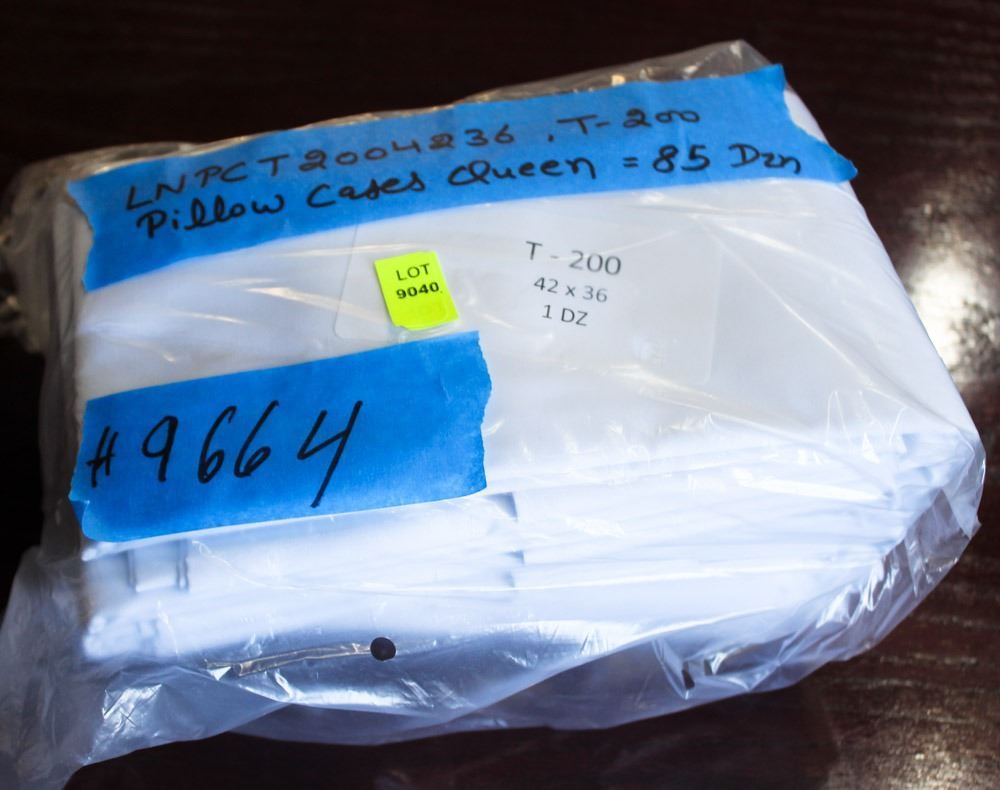 LNPCT2004236, T-200
Pillow Cases Queen = 85 Dzn
T - 200
42 x 36
1 DZ
LOT
9040
#9664